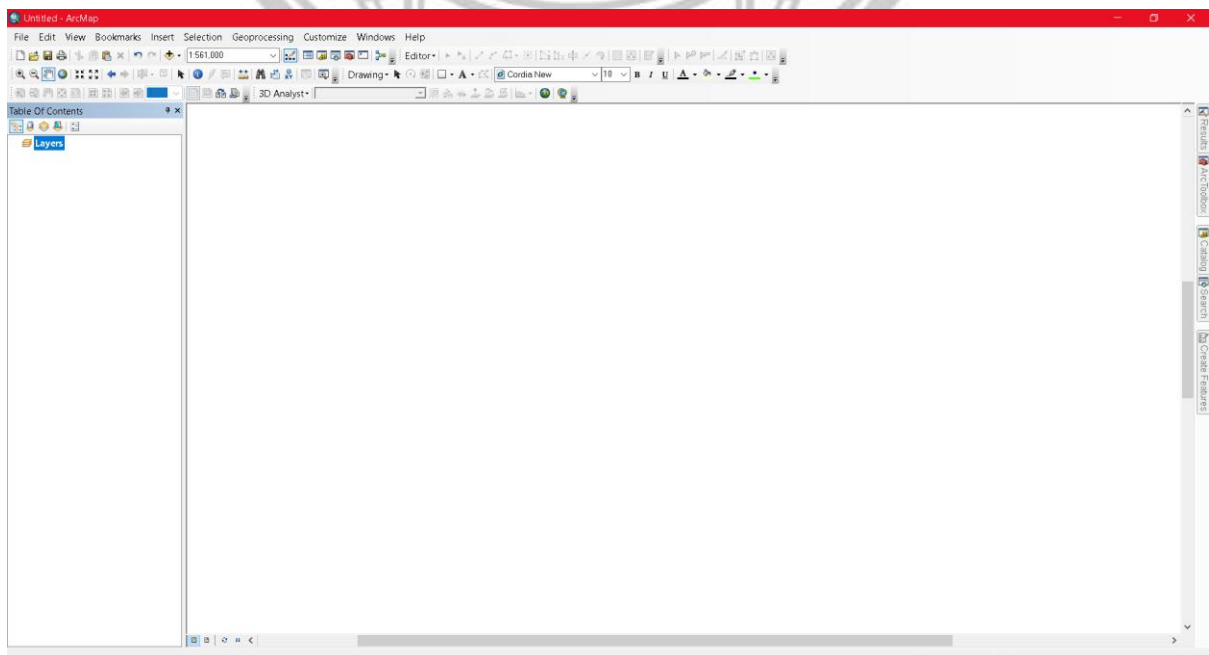 Untitled - ArcMap
File Edit View Bookmarks Insert Selection Geoprocessing Customize Windows Help
1:561,000 Editor
Drawing A Cordia New 10 B I U A
3D Analyst
Table Of Contents
Layers
Results
ArcToolbox
Catalog
Search
Create Features